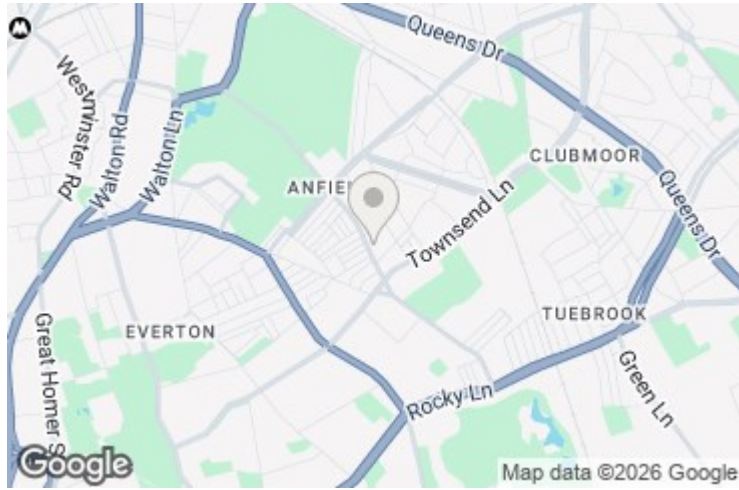 Queens Dr
Westminster Rd
Walton Rd
Walton Ln
CLUBMOOR
Townsend Ln
Queens Dr
EVERTON
TUEBROOK
Great Homer S
Green Ln
Rocky Ln
Google
Map data ©2026 Google